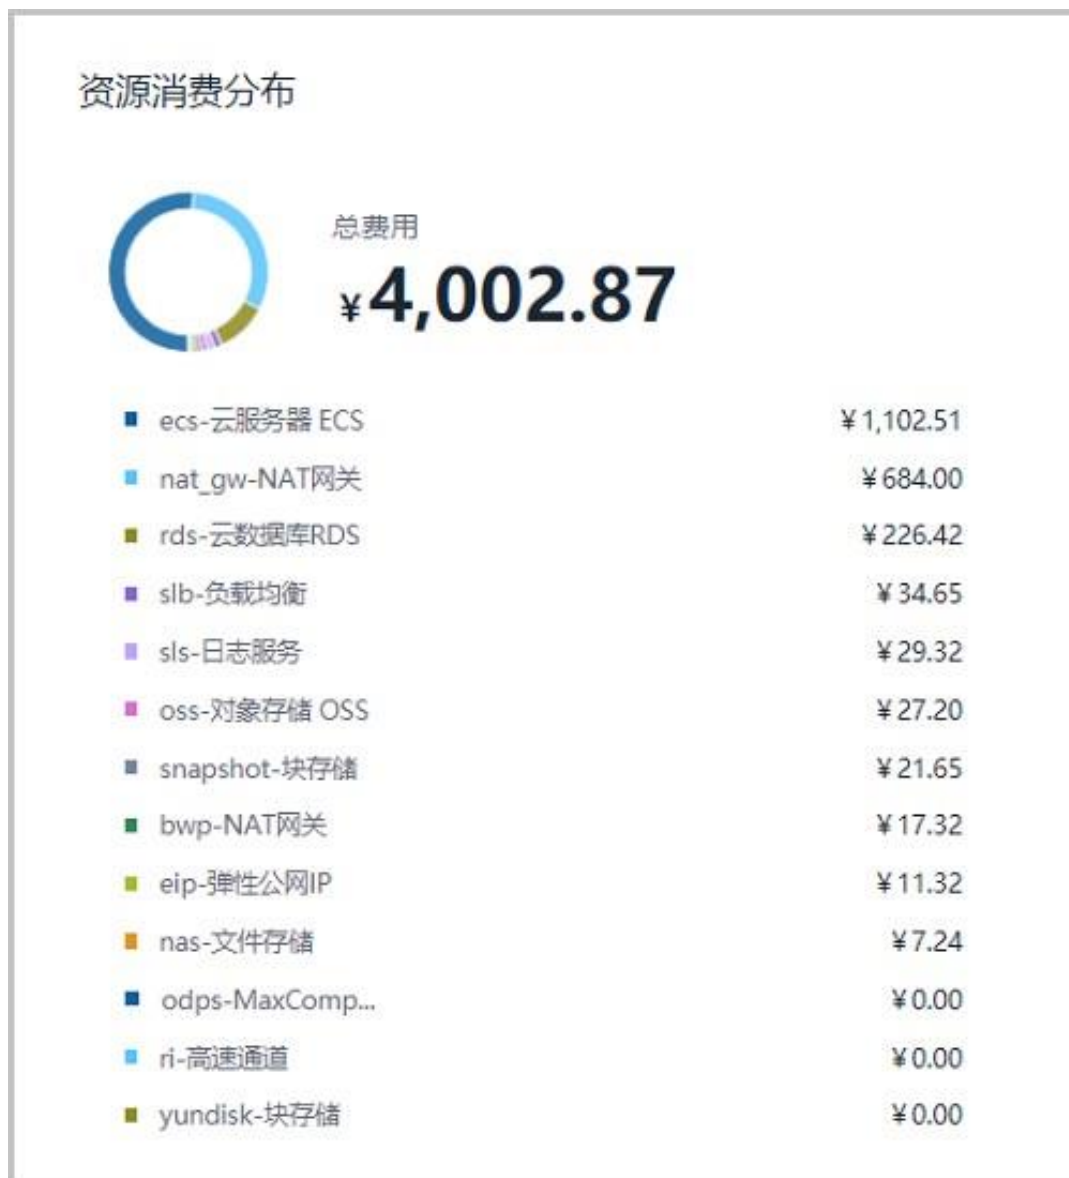 资源消费分布
总费用
¥4,002.87
ecs-云服务器 ECS ¥1,102.51
nat_gw-NAT网关 ¥684.00
rds-云数据库RDS ¥226.42
slb-负载均衡 ¥34.65
sls-日志服务 ¥29.32
oss-对象存储 OSS ¥27.20
snapshot-块存储 ¥21.65
bwp-NAT网关 ¥17.32
eip-弹性公网IP ¥11.32
nas-文件存储 ¥7.24
odps-MaxComp... ¥0.00
ri-高速通道 ¥0.00
yundisk-块存储 ¥0.00